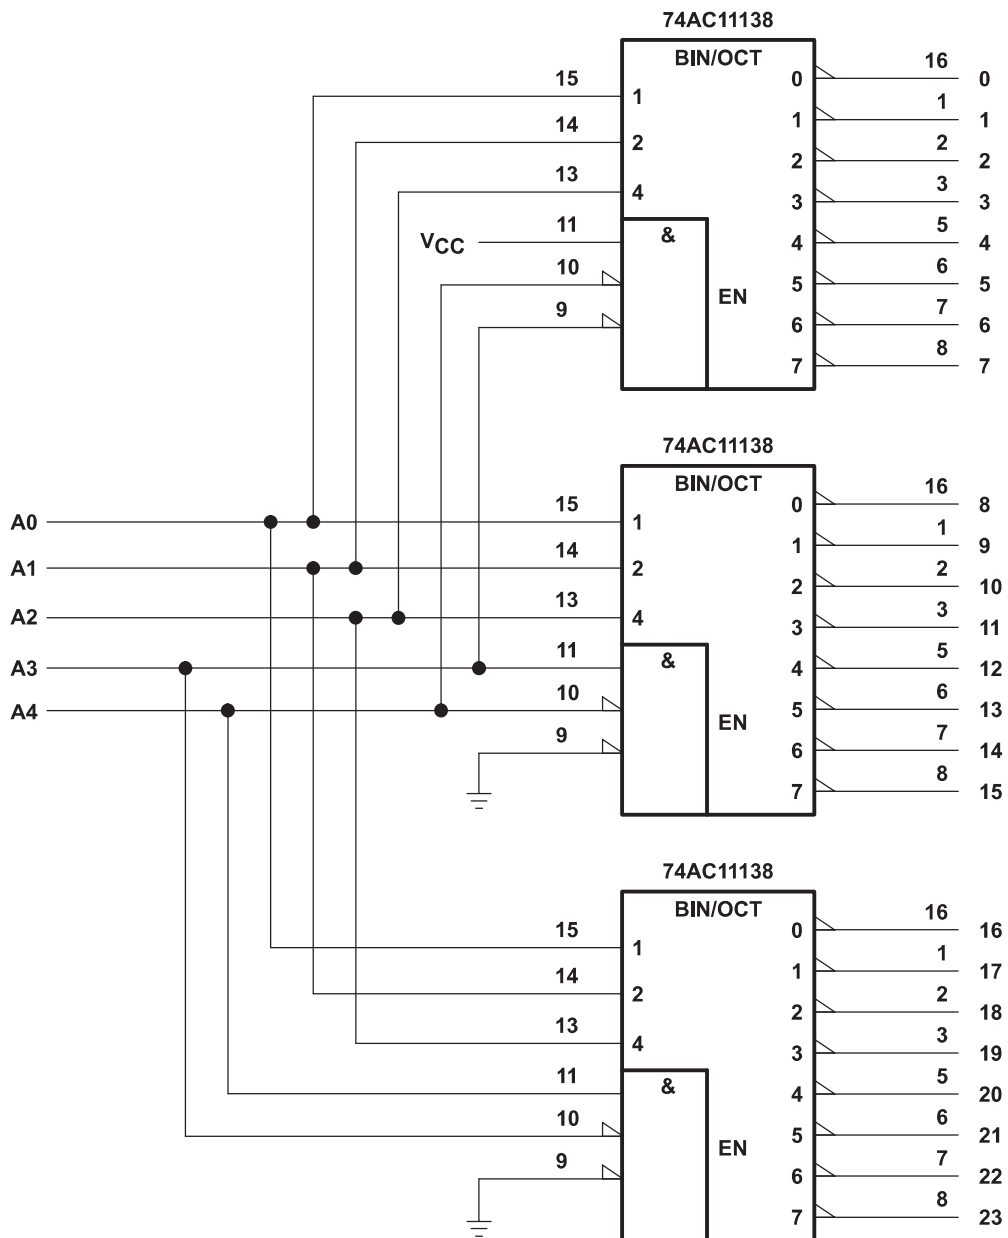 74AC11138
BIN/OCT
15 1 0 16 0
14 2 1 1 1
13 4 2 2 2
VCC 11 & 3 3 3
10 EN 4 5 4
9 5 6 5
6 7 6
7 8 7
74AC11138
BIN/OCT
A0 15 1 0 16 8
A1 14 2 1 1 9
A2 13 4 2 2 10
A3 11 & 3 3 11
A4 10 EN 4 5 12
9 5 6 13
6 7 14
7 8 15
74AC11138
BIN/OCT
15 1 0 16 16
14 2 1 1 17
13 4 2 2 18
11 & 3 3 19
10 EN 4 5 20
9 5 6 21
6 7 22
7 8 23